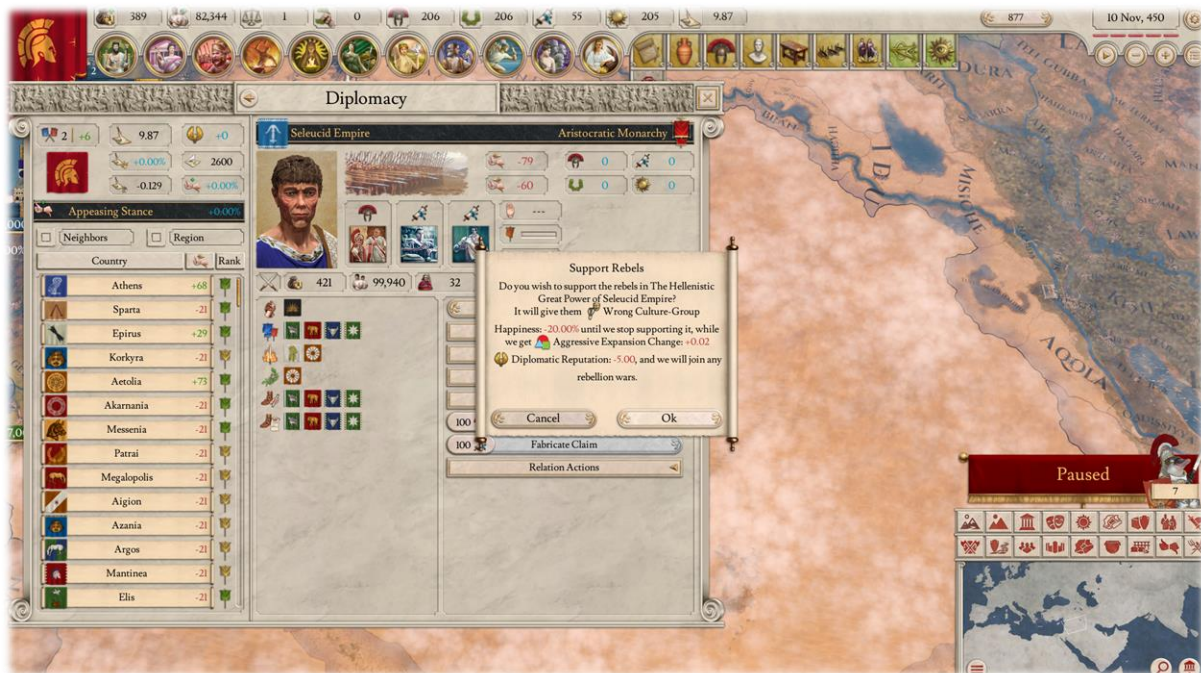 389
82,344
1
0
206
206
55
205
9.87
877
10 Nov, 450
2
Diplomacy
2 | +6
9.87
+0
+0.00%
2600
-0.129
+0.00%
Appeasing Stance +0.00%
Neighbors
Region
Country
Rank
Athens +68
Sparta -21
Epirus +29
Korkyra -21
Aetolia +73
Akarnania -21
Messenia -21
Patrai -21
Megalopolis -21
Aigion -21
Azania -21
Argos -21
Mantinea -21
Elis -21
Seleucid Empire
Aristocratic Monarchy
-79
0
0
-60
0
0
---
421
99,940
32
Support Rebels
Do you wish to support the rebels in The Hellenistic
Great Power of Seleucid Empire?
It will give them Wrong Culture-Group
Happiness: -20.00% until we stop supporting it, while
we get Aggressive Expansion Change: +0.02
Diplomatic Reputation: -5.00, and we will join any
rebellion wars.
Cancel
Ok
100
100
Fabricate Claim
Relation Actions
DURA
IDU
MISICHE
AQOLA
Paused
7